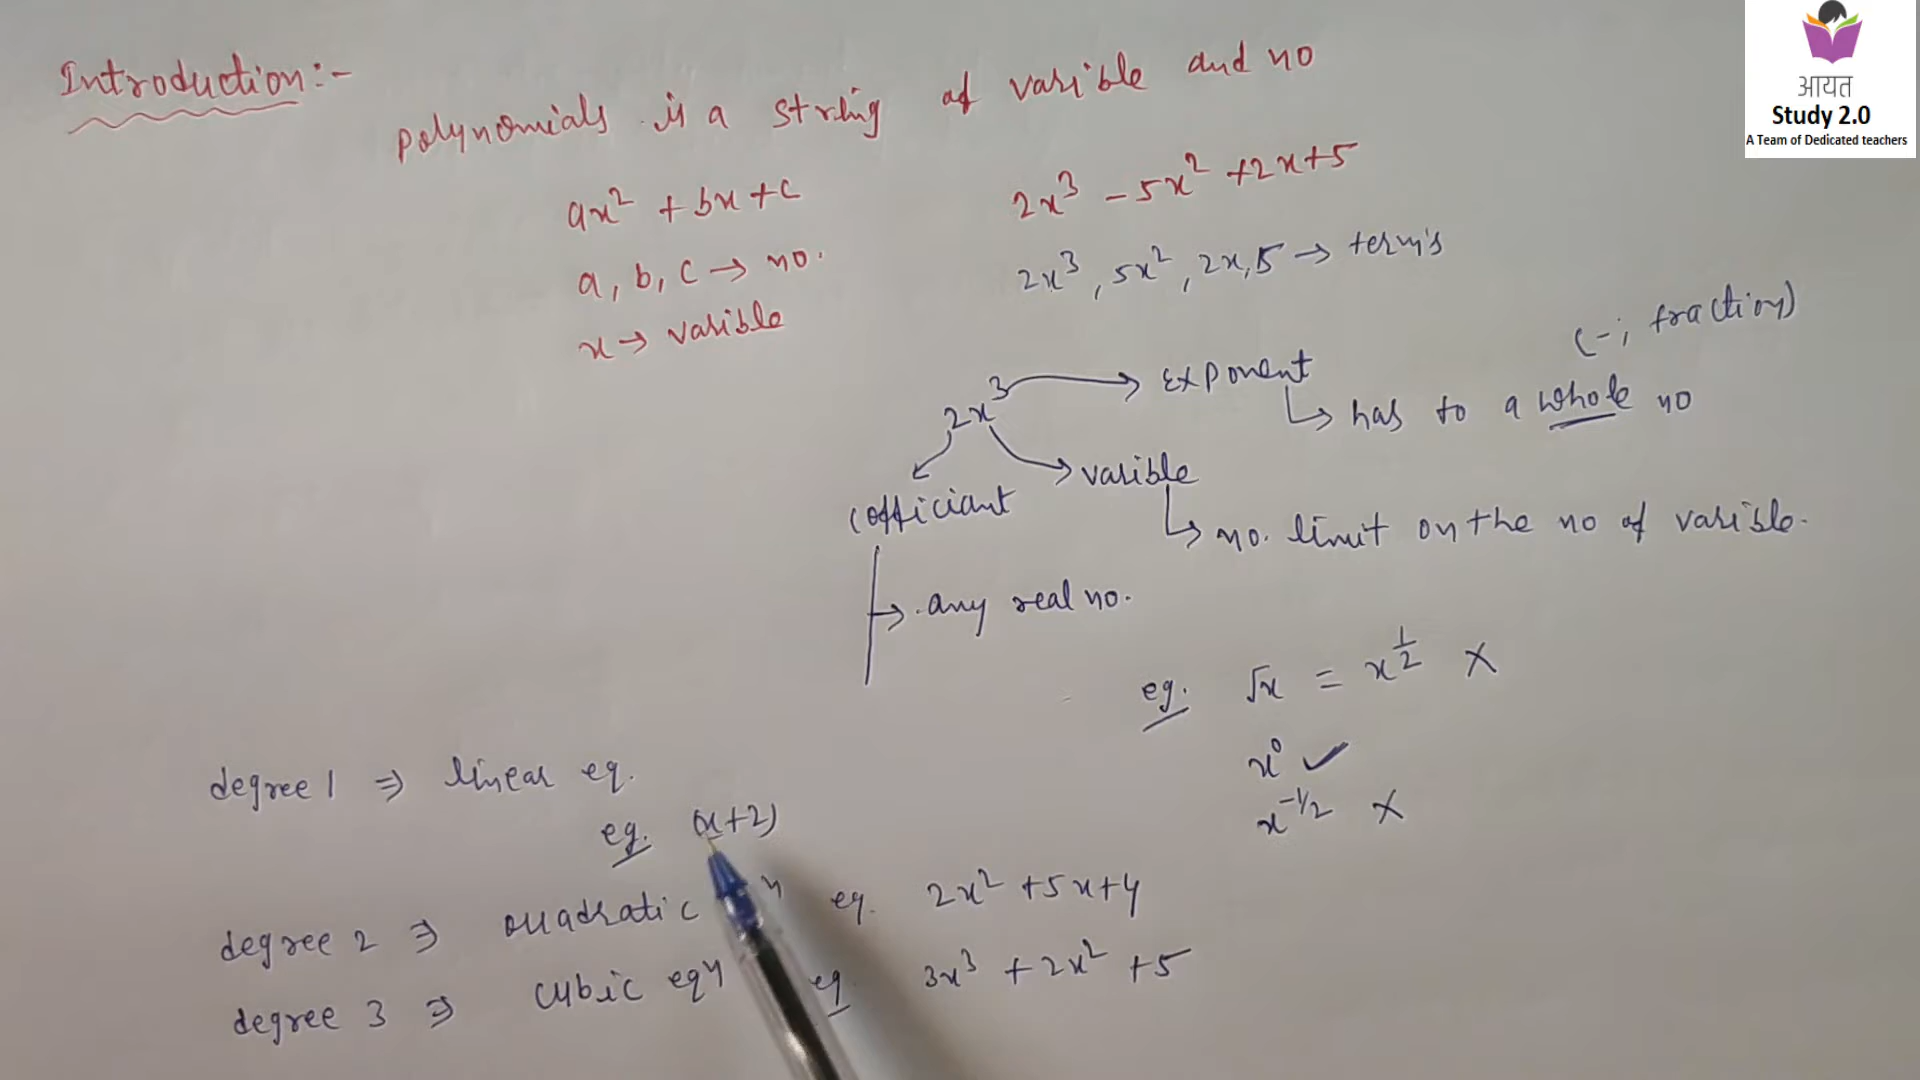 Introduction:-
polynomials is a string of varible and no
ax² + bx + c
a, b, c → no.
x → varible
2x³ - 5x² + 2x + 5
2x³, 5x², 2x, 5 → term's
(-, fraction)
2x³ → Exponent
↳ has to a whole no
→ varible
↳ no. limit on the no of varible.
cofficiant
→ any real no.
eg. √x = x^1/2 ✗
x⁰ ✓
x^-1/2 ✗
degree 1 ⇒ linear eq.
eg. (x+2)
degree 2 ⇒ quadratic eg. 2x² + 5x + 4
degree 3 ⇒ cubic eqn eg 3x³ + 2x² + 5
आयत
Study 2.0
A Team of Dedicated teachers